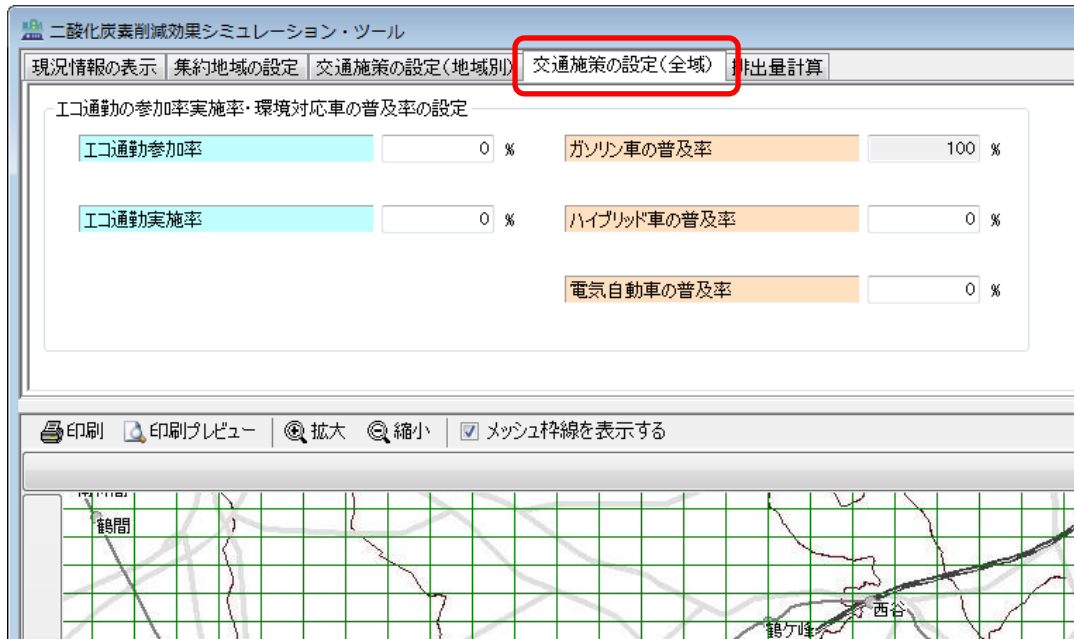 二酸化炭素削減効果シミュレーション・ツール
現況情報の表示 集約地域の設定 交通施策の設定(地域別) 交通施策の設定(全域) 排出量計算
エコ通勤の参加率実施率・環境対応車の普及率の設定
エコ通勤参加率 0 % ガソリン車の普及率 100 %
エコ通勤実施率 0 % ハイブリッド車の普及率 0 %
電気自動車の普及率 0 %
印刷 印刷プレビュー 拡大 縮小 メッシュ枠線を表示する
鶴間
西谷
鶴ケ峰